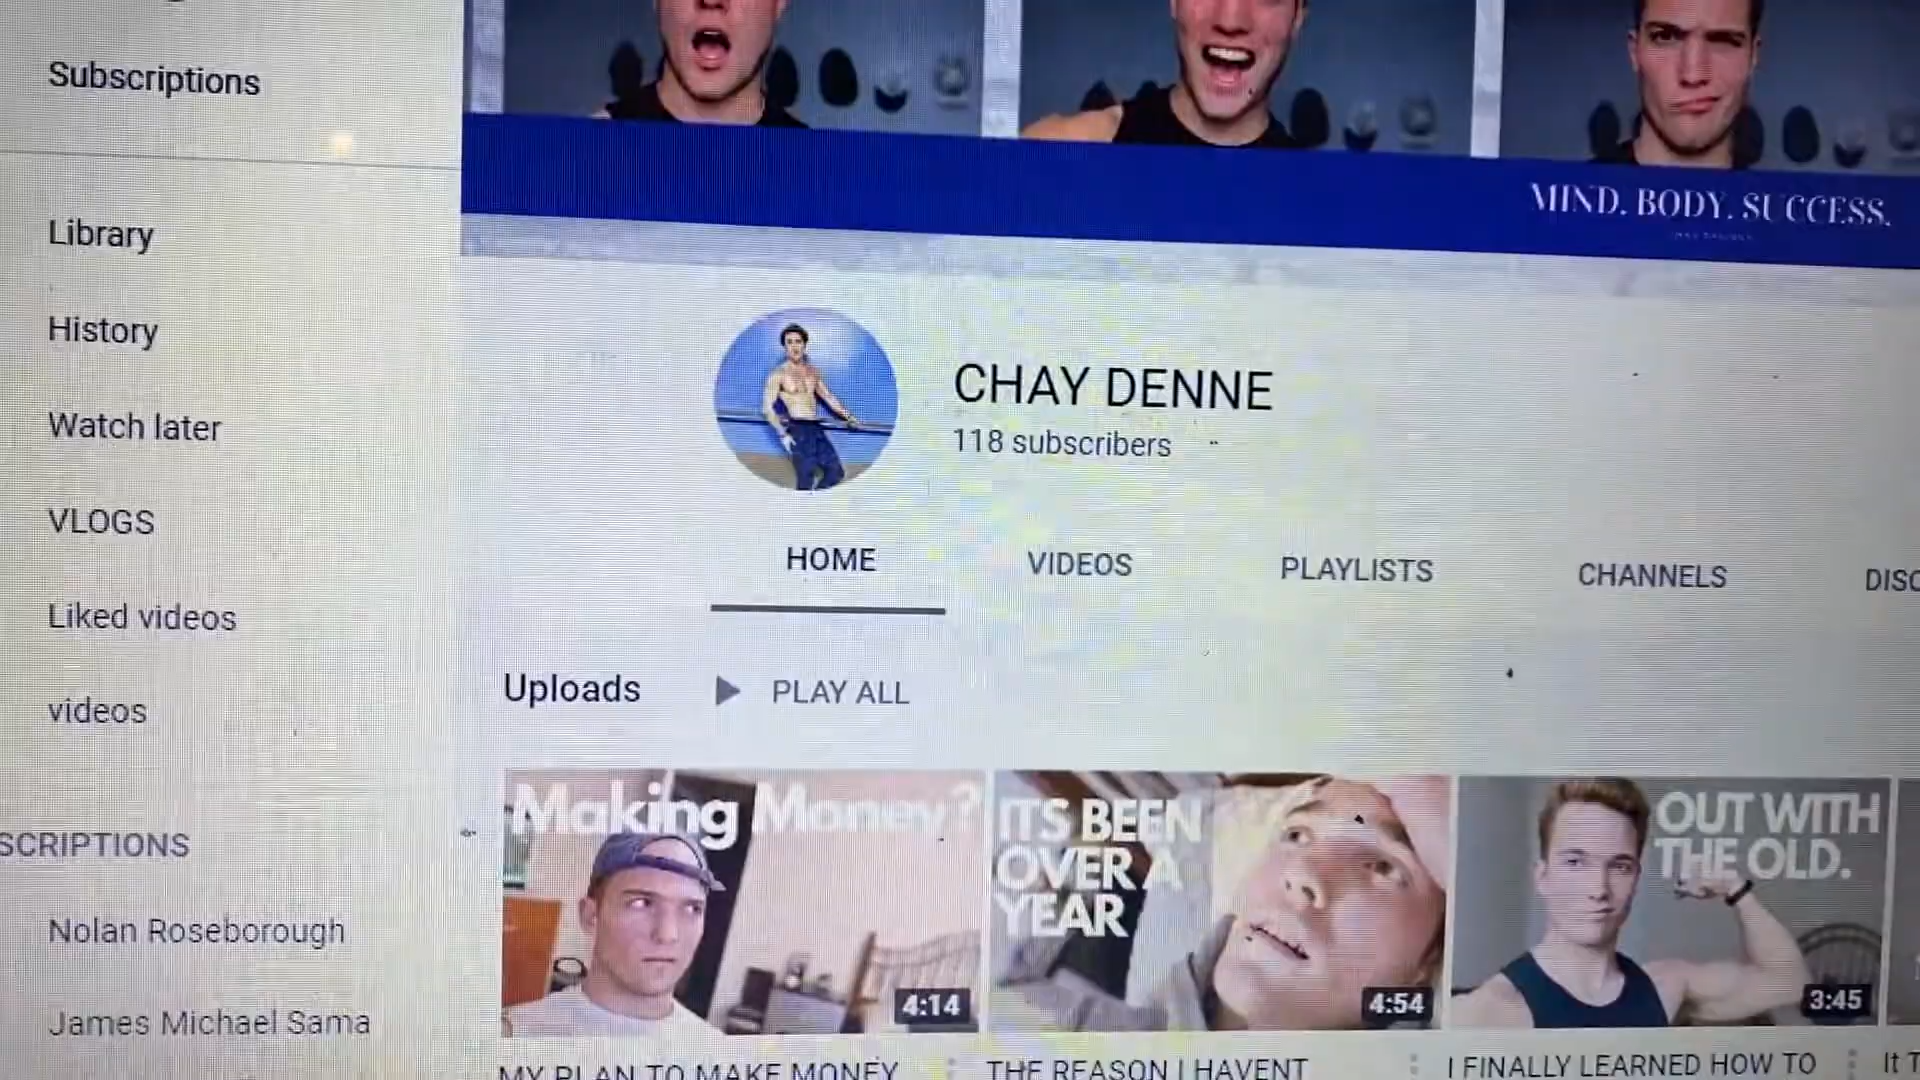 Subscriptions
Library
History
Watch later
VLOGS
Liked videos
videos
SCRIPTIONS
Nolan Roseborough
James Michael Sama
MIND. BODY. SUCCESS.
CHAY DENNE
118 subscribers
HOME
VIDEOS
PLAYLISTS
CHANNELS
DISC
Uploads
PLAY ALL
Making Money?
4:14
ITS BEEN
OVER A
YEAR
4:54
OUT WITH
THE OLD.
3:45
MY PLAN TO MAKE MONEY
THE REASON I HAVENT
I FINALLY LEARNED HOW TO
It T